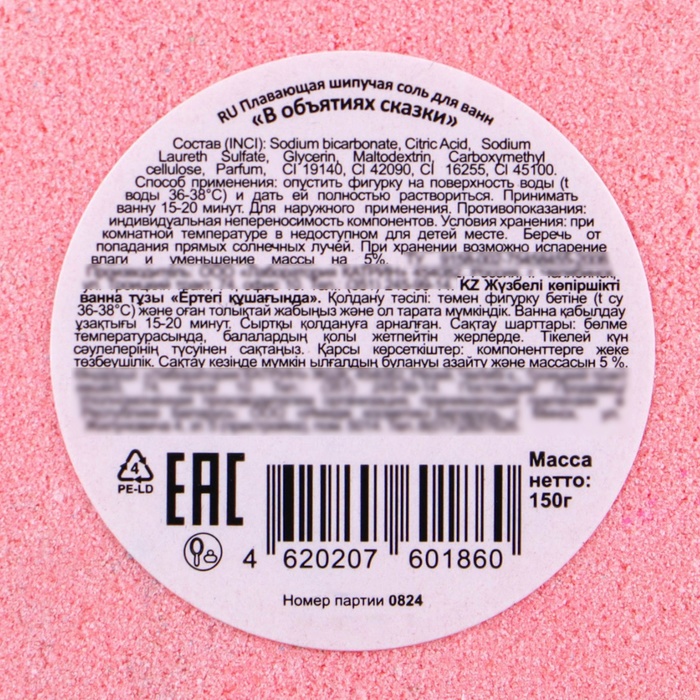 RU Плавающая шипучая соль для ванн
«В объятиях сказки»
Состав (INCI): Sodium bicarbonate, Citric Acid, Sodium
Laureth Sulfate, Glycerin, Maltodextrin, Carboxymethyl
cellulose, Parfum, CI 19140, CI 42090, CI 16255, CI 45100.
Способ применения: опустить фигурку на поверхность воды (t
воды 36-38°С) и дать ей полностью раствориться. Принимать
ванну 15-20 минут. Для наружного применения. Противопоказания:
индивидуальная непереносимость компонентов. Условия хранения: при
комнатной температуре в недоступном для детей месте. Беречь от
попадания прямых солнечных лучей. При хранении возможно испарение
влаги и уменьшение массы на 5%.
KZ Жүзбелі көпіршікті
ванна тұзы «Ертегі құшағында». Қолдану тәсілі: төмен фигурку бетіне (t су
36-38°С) және оған толықтай жабыңыз және ол тарата мүмкіндік. Ванна қабылдау
ұзақтығы 15-20 минут. Сыртқы қолдануға арналған. Сақтау шарттары: бөлме
температурасында, балалардың қолы жетпейтін жерлерде. Тікелей күн
сәулелерінің түсуінен сақтаңыз. Қарсы көрсеткіштер: компоненттерге жеке
төзбеушілік. Сақтау кезінде мүмкін ылғалдың булануы азайту және массасын 5 %.
4
PE-LD
EAC
Масса
нетто:
150г
4 620207 601860
Номер партии 0824